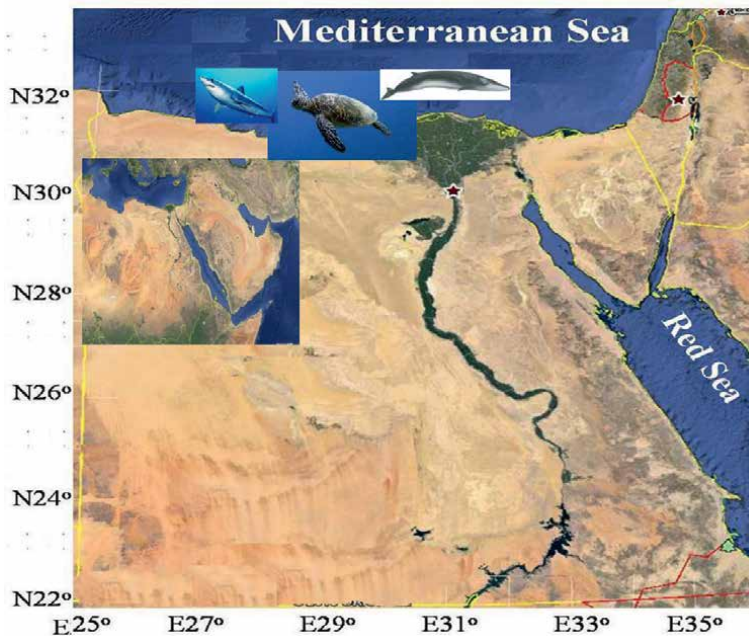 Mediterranean Sea
N32º
N30º
N28º
Red Sea
N26º
N24º
N22º
E25º E27º E29º E31º E33º E35º